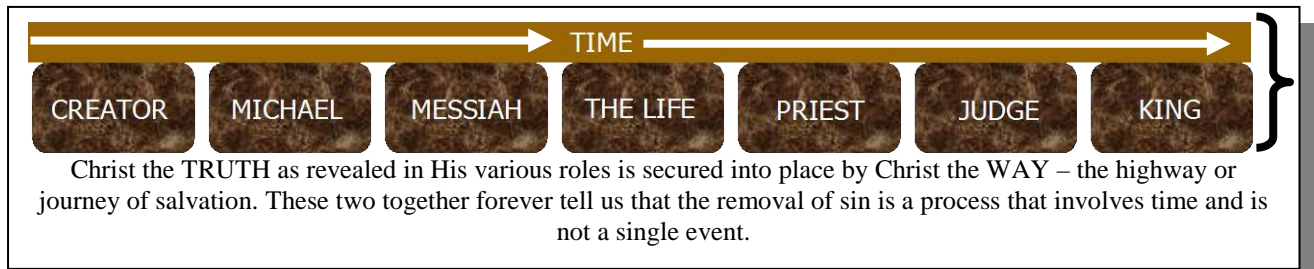 TIME
CREATOR MICHAEL MESSIAH THE LIFE PRIEST JUDGE KING
Christ the TRUTH as revealed in His various roles is secured into place by Christ the WAY – the highway or
journey of salvation. These two together forever tell us that the removal of sin is a process that involves time and is
not a single event.